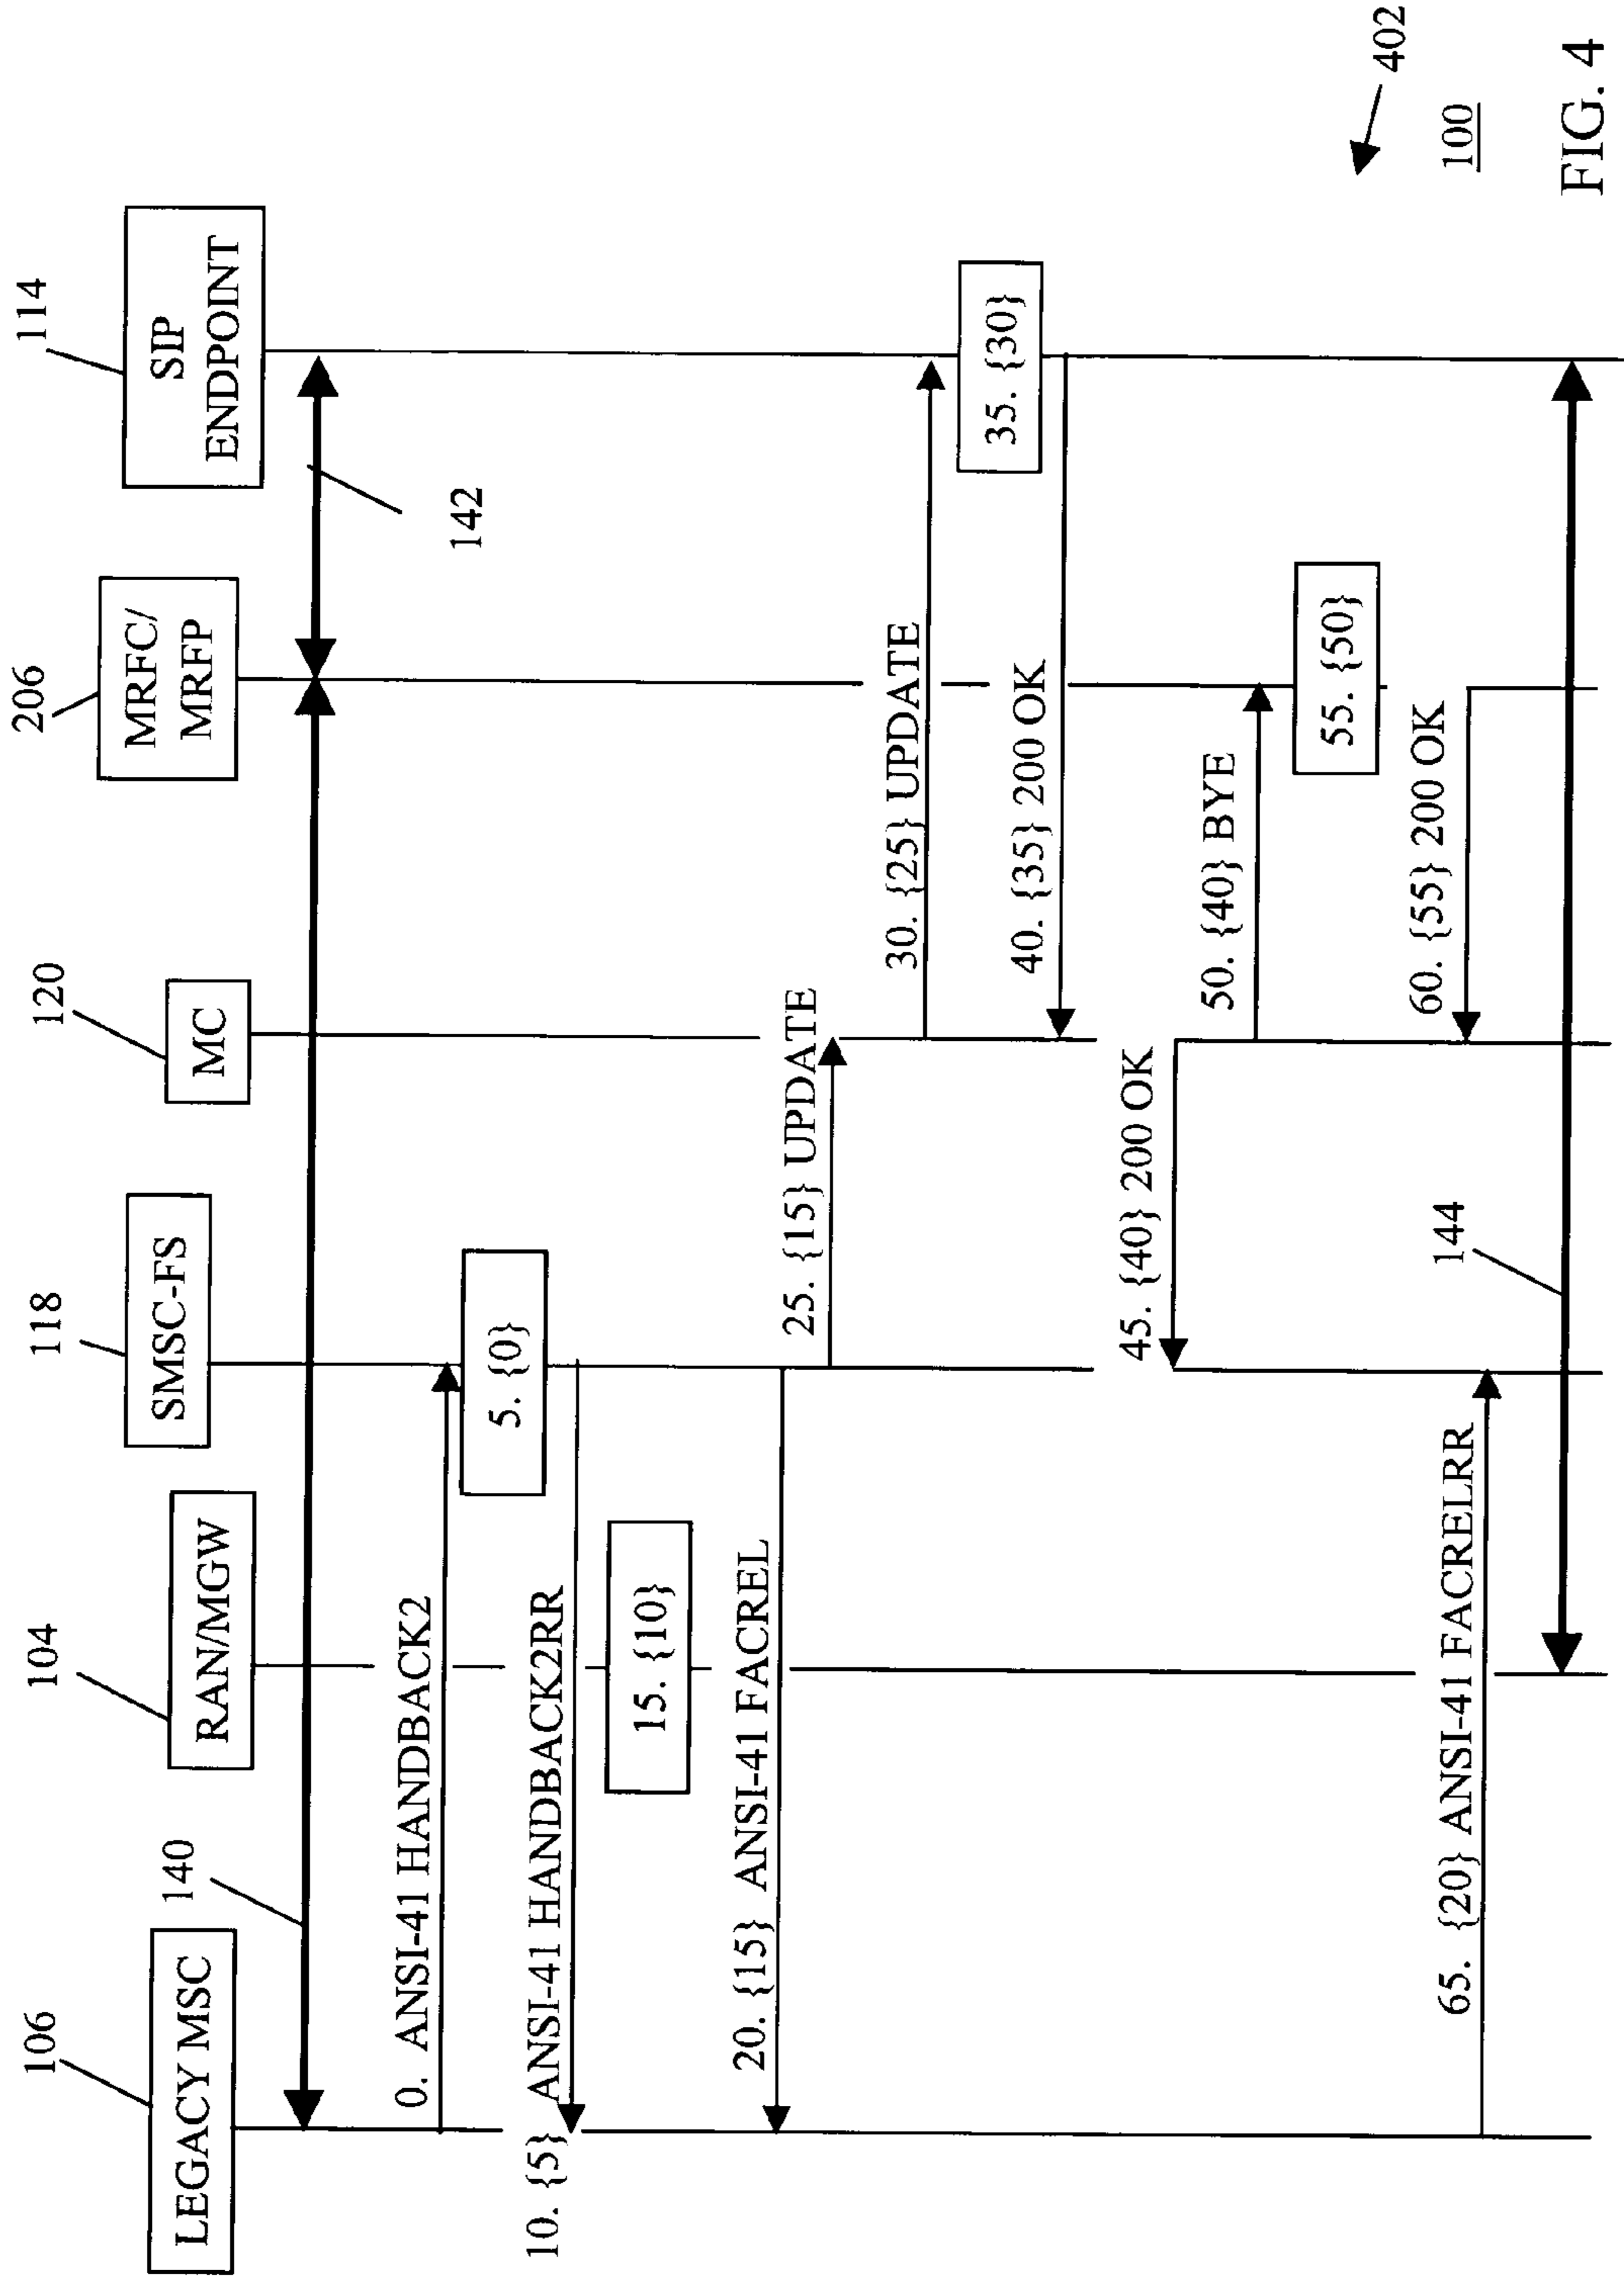 106
104
118
120
206
114
LEGACY MSC
RAN/MGW
SMSC-FS
MC
MRFC/
MRFP
SIP
ENDPOINT
140
142
0. ANSI-41 HANDBACK2
5. {0}
10. {5} ANSI-41 HANDBACK2RR
15. {10}
20. {15} ANSI-41 FACREL
25. {15} UPDATE
30. {25} UPDATE
35. {30}
40. {35} 200 OK
45. {40} 200 OK
50. {40} BYE
55. {50}
60. {55} 200 OK
65. {20} ANSI-41 FACRELRR
144
402
100
FIG. 4